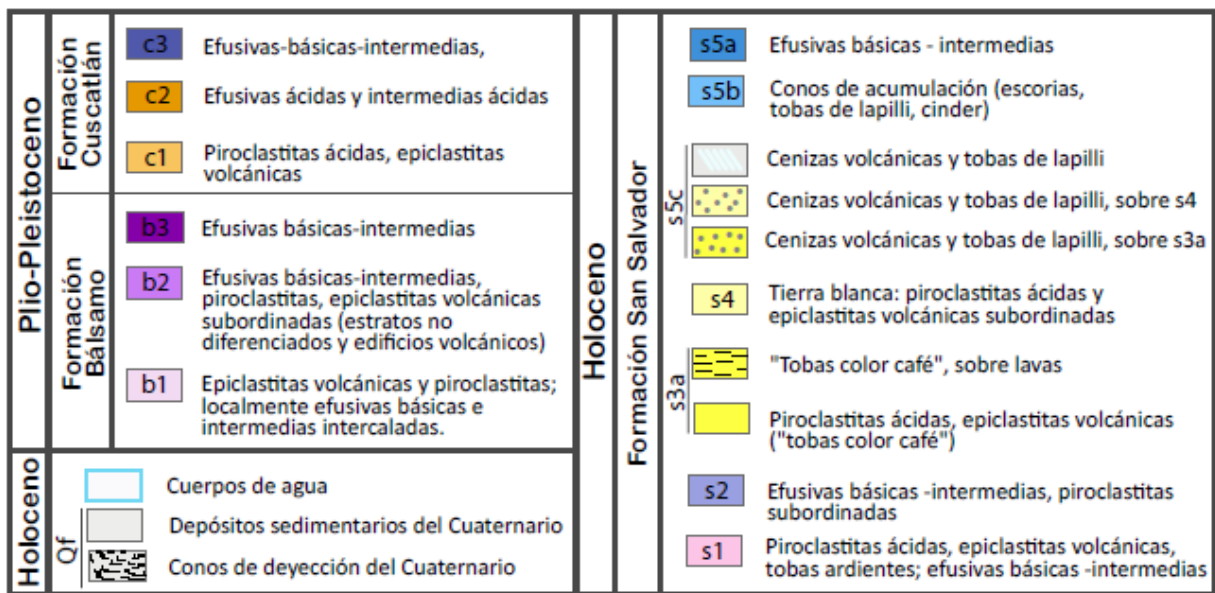 Plio-Pleistoceno
Formación
Cuscatlán
c3
Efusivas-básicas-intermedias,
c2
Efusivas ácidas y intermedias ácidas
c1
Piroclastitas ácidas, epiclastitas
volcánicas
Formación
Bálsamo
b3
Efusivas básicas-intermedias
b2
Efusivas básicas-intermedias,
piroclastitas, epiclastitas volcánicas
subordinadas (estratos no
diferenciados y edificios volcánicos)
b1
Epiclastitas volcánicas y piroclastitas;
localmente efusivas básicas e
intermedias intercaladas.
Holoceno
Cuerpos de agua
Qf
Depósitos sedimentarios del Cuaternario
Conos de deyección del Cuaternario
Holoceno
Formación San Salvador
s5a
Efusivas básicas - intermedias
s5b
Conos de acumulación (escorias,
tobas de lapilli, cinder)
s5c
Cenizas volcánicas y tobas de lapilli
Cenizas volcánicas y tobas de lapilli, sobre s4
Cenizas volcánicas y tobas de lapilli, sobre s3a
s4
Tierra blanca: piroclastitas ácidas y
epiclastitas volcánicas subordinadas
s3a
"Tobas color café", sobre lavas
Piroclastitas ácidas, epiclastitas volcánicas
("tobas color café")
s2
Efusivas básicas -intermedias, piroclastitas
subordinadas
s1
Piroclastitas ácidas, epiclastitas volcánicas,
tobas ardientes; efusivas básicas -intermedias